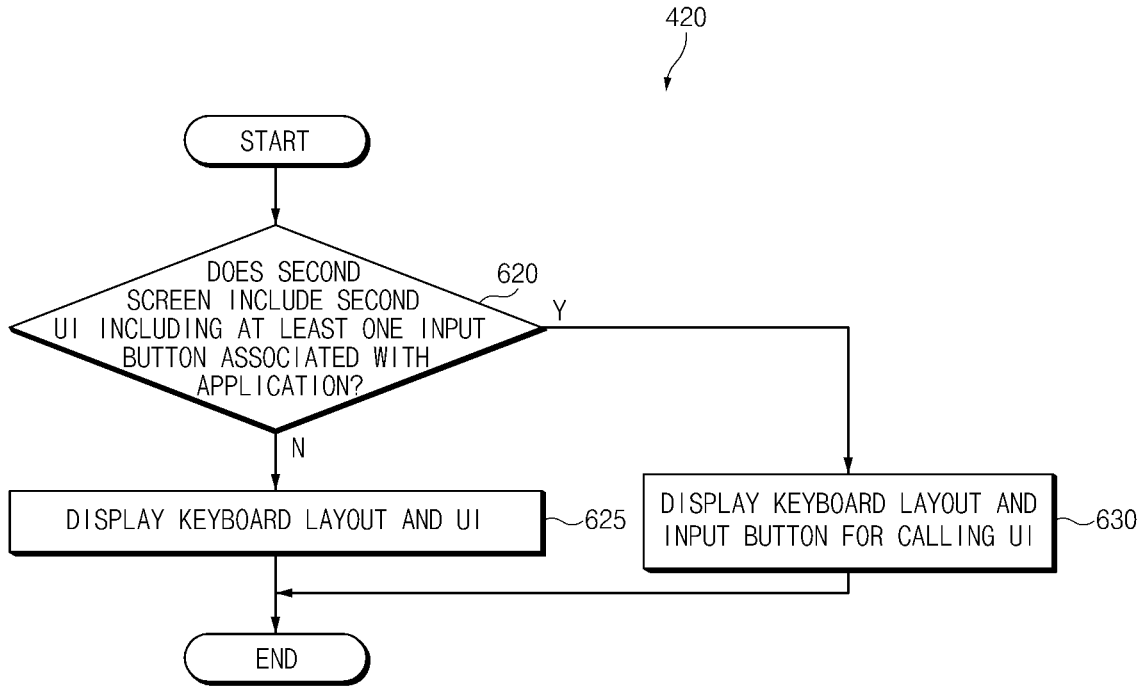 420
START
DOES SECOND
SCREEN INCLUDE SECOND
UI INCLUDING AT LEAST ONE INPUT
BUTTON ASSOCIATED WITH
APPLICATION?
620
Y
N
DISPLAY KEYBOARD LAYOUT AND UI
625
DISPLAY KEYBOARD LAYOUT AND
INPUT BUTTON FOR CALLING UI
630
END